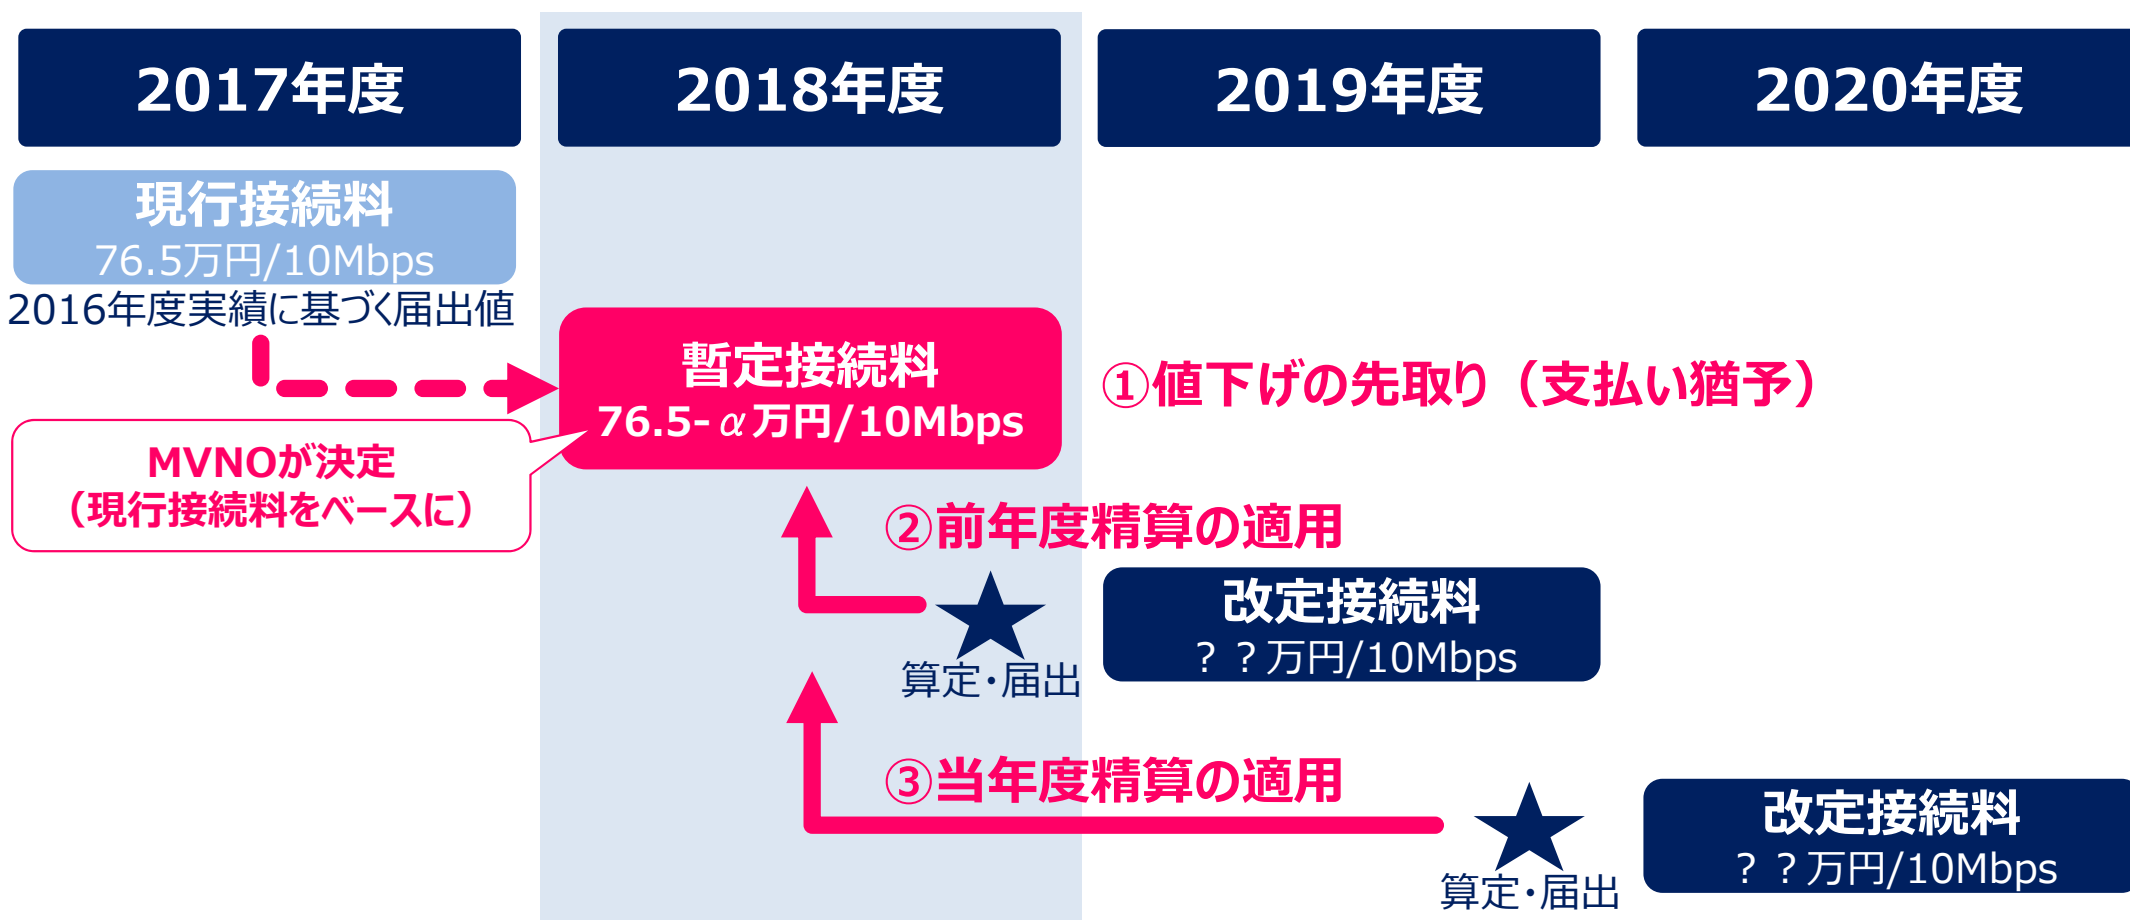 2017年度
2018年度
2019年度
2020年度
現行接続料
76.5万円/10Mbps
2016年度実績に基づく届出値
暫定接続料
76.5-α万円/10Mbps
①値下げの先取り（支払い猶予）
MVNOが決定
（現行接続料をベースに）
②前年度精算の適用
改定接続料
？？万円/10Mbps
算定・届出
③当年度精算の適用
改定接続料
？？万円/10Mbps
算定・届出